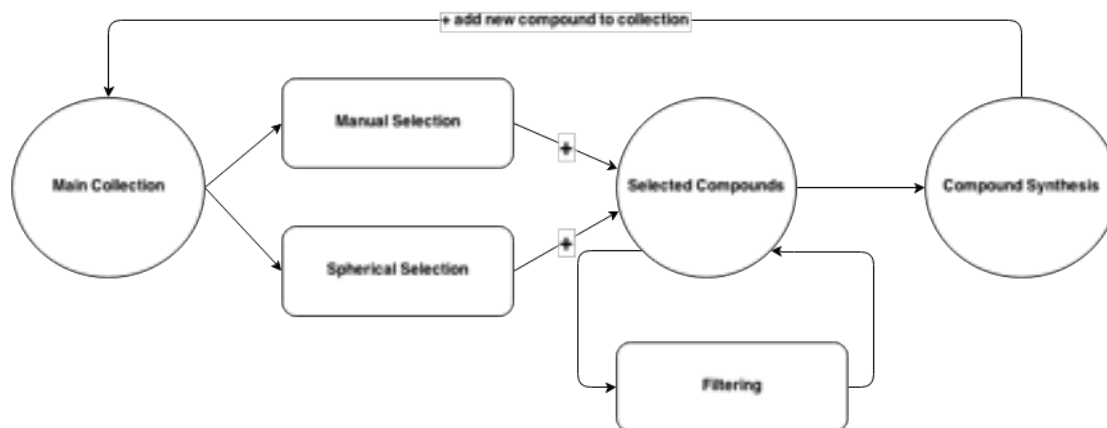 + add new compound to collection
Manual Selection
+
Main Collection
Selected Compounds
Compound Synthesis
+
Spherical Selection
Filtering